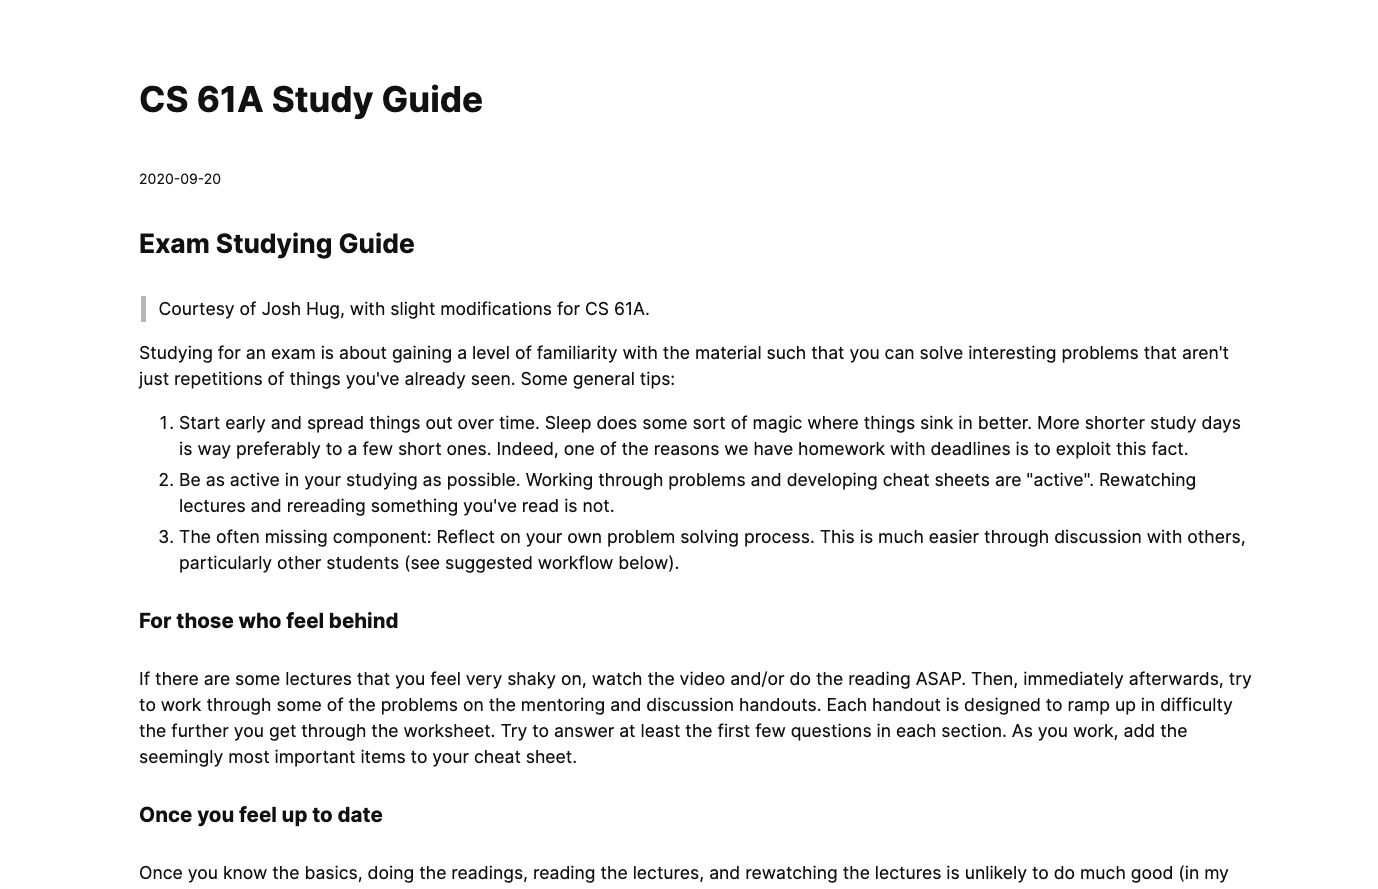 CS 61A Study Guide
2020-09-20
Exam Studying Guide
Courtesy of Josh Hug, with slight modifications for CS 61A.
Studying for an exam is about gaining a level of familiarity with the material such that you can solve interesting problems that aren't
just repetitions of things you've already seen. Some general tips:
1. Start early and spread things out over time. Sleep does some sort of magic where things sink in better. More shorter study days
is way preferably to a few short ones. Indeed, one of the reasons we have homework with deadlines is to exploit this fact.
2. Be as active in your studying as possible. Working through problems and developing cheat sheets are "active". Rewatching
lectures and rereading something you've read is not.
3. The often missing component: Reflect on your own problem solving process. This is much easier through discussion with others,
particularly other students (see suggested workflow below).
For those who feel behind
If there are some lectures that you feel very shaky on, watch the video and/or do the reading ASAP. Then, immediately afterwards, try
to work through some of the problems on the mentoring and discussion handouts. Each handout is designed to ramp up in difficulty
the further you get through the worksheet. Try to answer at least the first few questions in each section. As you work, add the
seemingly most important items to your cheat sheet.
Once you feel up to date
Once you know the basics, doing the readings, reading the lectures, and rewatching the lectures is unlikely to do much good (in my